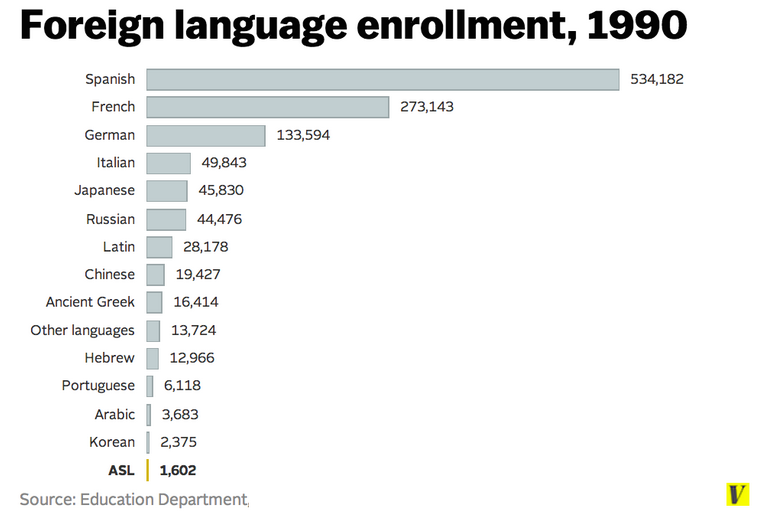 Foreign language enrollment, 1990
Spanish 534,182
French 273,143
German 133,594
Italian 49,843
Japanese 45,830
Russian 44,476
Latin 28,178
Chinese 19,427
Ancient Greek 16,414
Other languages 13,724
Hebrew 12,966
Portuguese 6,118
Arabic 3,683
Korean 2,375
ASL 1,602
Source: Education Department,
V